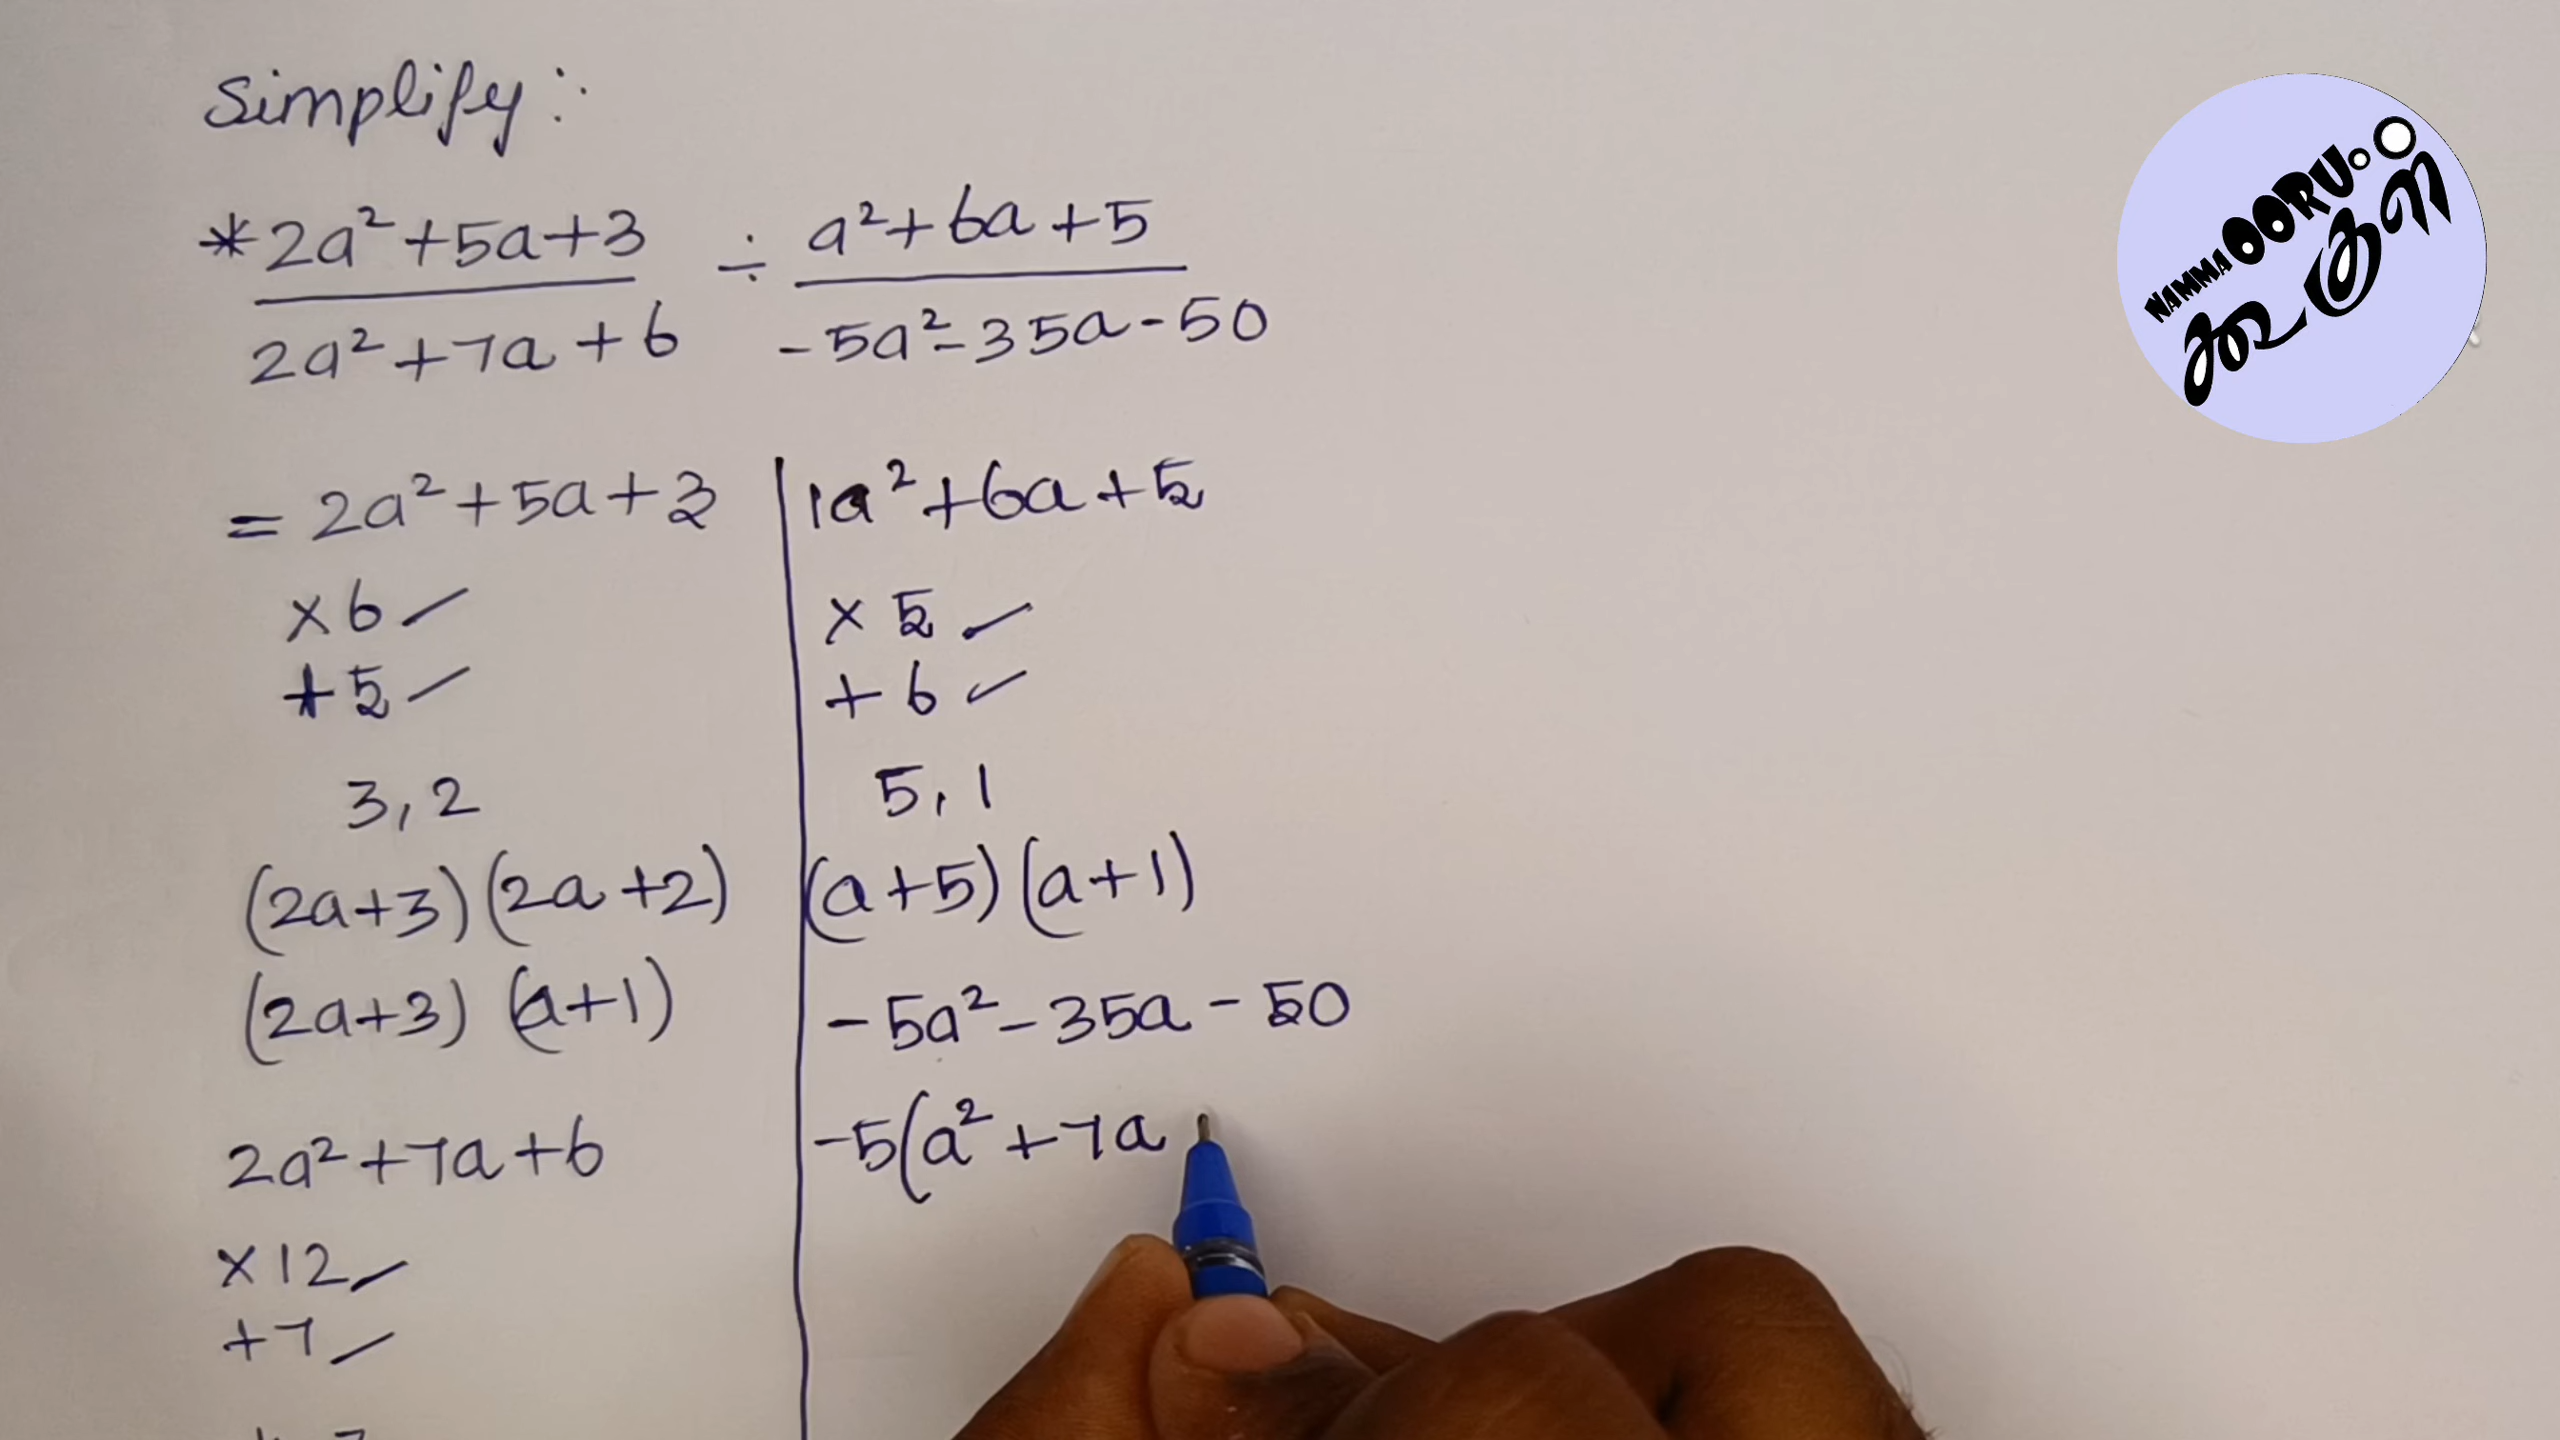 Simplify:
* 2a²+5a+3 / 2a²+7a+6 ÷ a²+6a+5 / -5a²-35a-50
= 2a²+5a+3
×6 ✓
+5 ✓
3,2
(2a+3)(2a+2)
(2a+3) (a+1)
2a²+7a+6
×12 ✓
+7 ✓
1a²+6a+5
×5 ✓
+6 ✓
5,1
(a+5)(a+1)
-5a²-35a-50
-5(a²+7a
NAMMA OORU